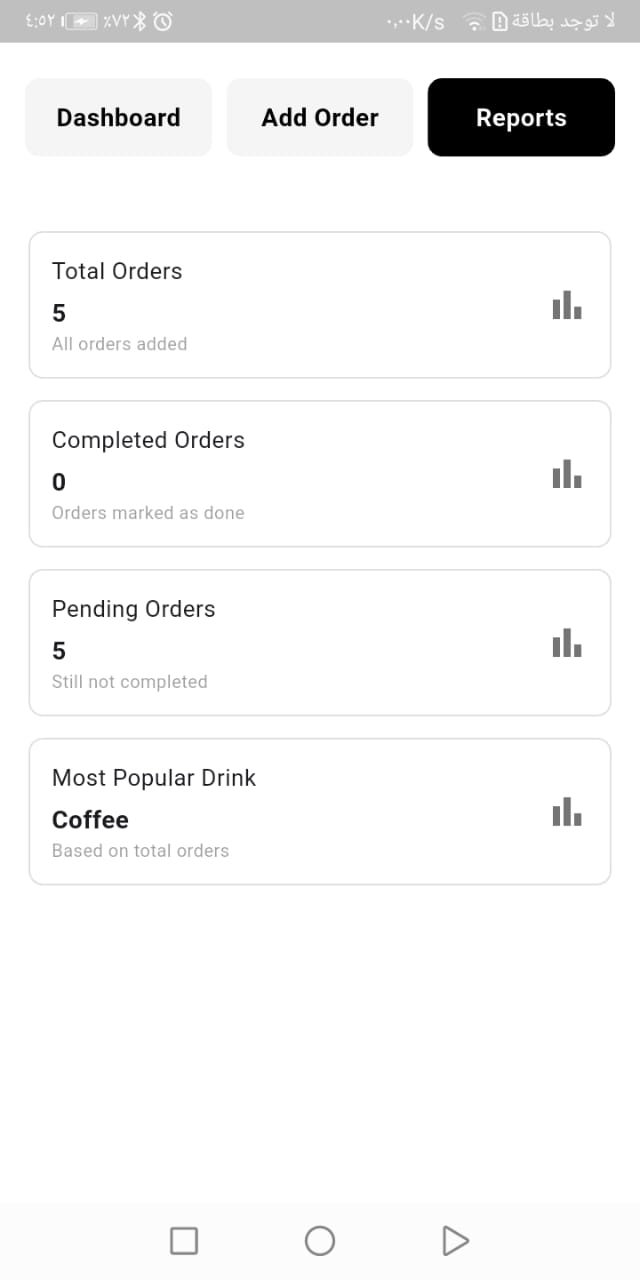 ٤:٥٢ ٪٧٢ ٠,٠٠K/s لا توجد بطاقة
Dashboard
Add Order
Reports
Total Orders
5
All orders added
Completed Orders
0
Orders marked as done
Pending Orders
5
Still not completed
Most Popular Drink
Coffee
Based on total orders